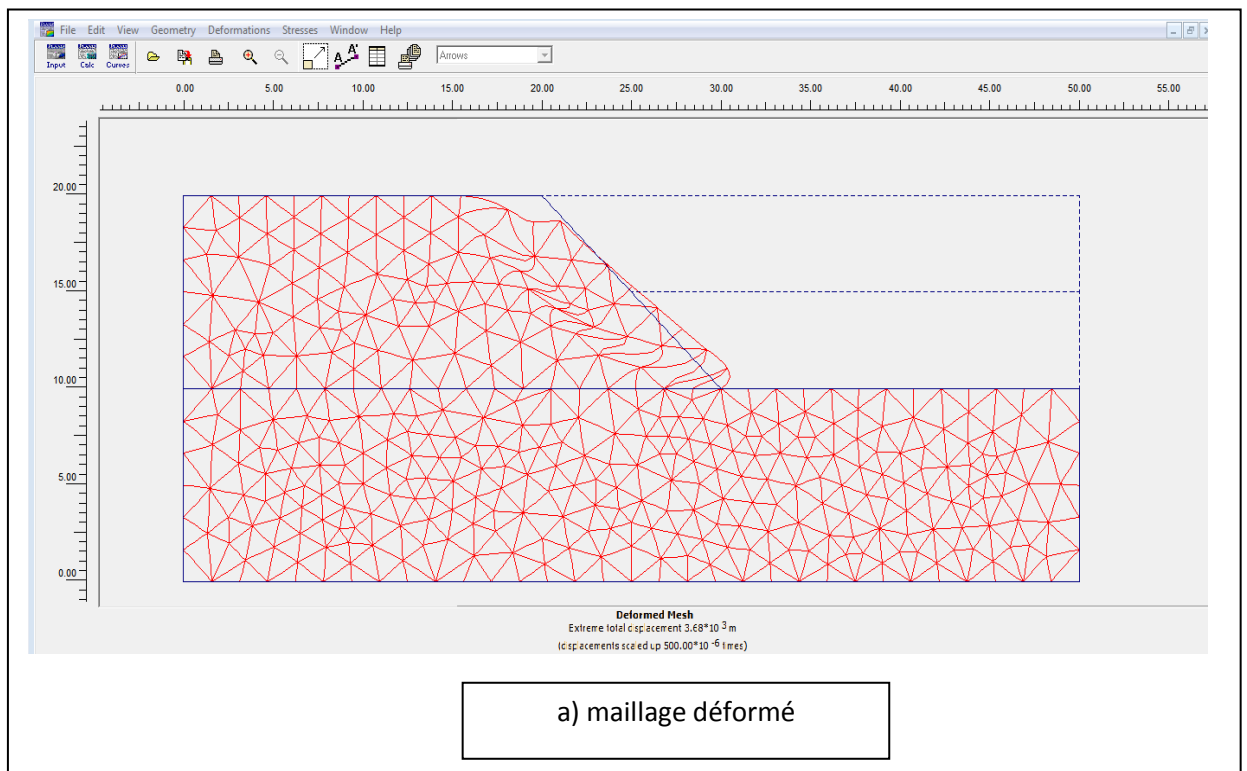 File Edit View Geometry Deformations Stresses Window Help
Input Calc Curves Arrows
0.00 5.00 10.00 15.00 20.00 25.00 30.00 35.00 40.00 45.00 50.00 55.00
20.00
15.00
10.00
5.00
0.00
Deformed Mesh
Extreme total displacement 3.68*10 3 m
(displacements scaled up 500.00*10 -6 times)
a) maillage déformé